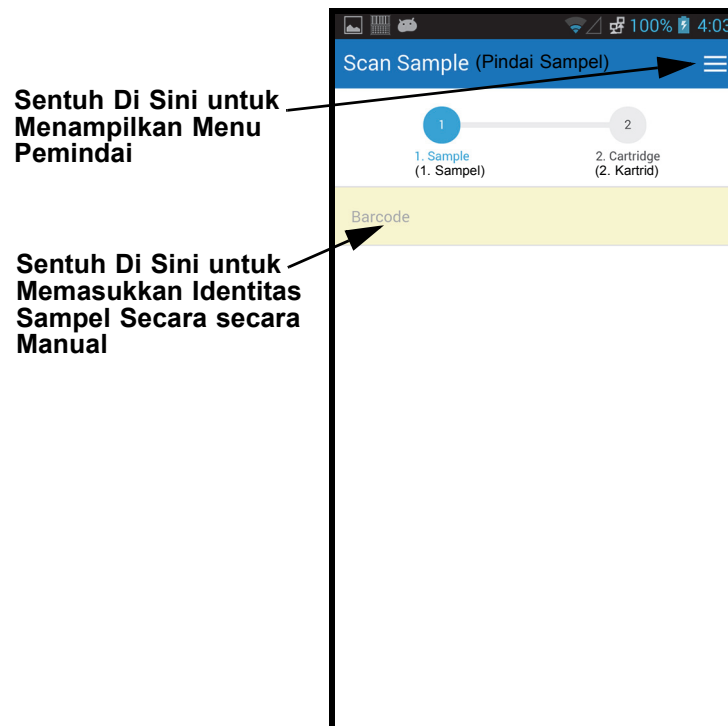 100% 4:03
Scan Sample (Pindai Sampel)
Sentuh Di Sini untuk
Menampilkan Menu
Pemindai
1
2
1. Sample
(1. Sampel)
2. Cartridge
(2. Kartrid)
Barcode
Sentuh Di Sini untuk
Memasukkan Identitas
Sampel Secara secara
Manual